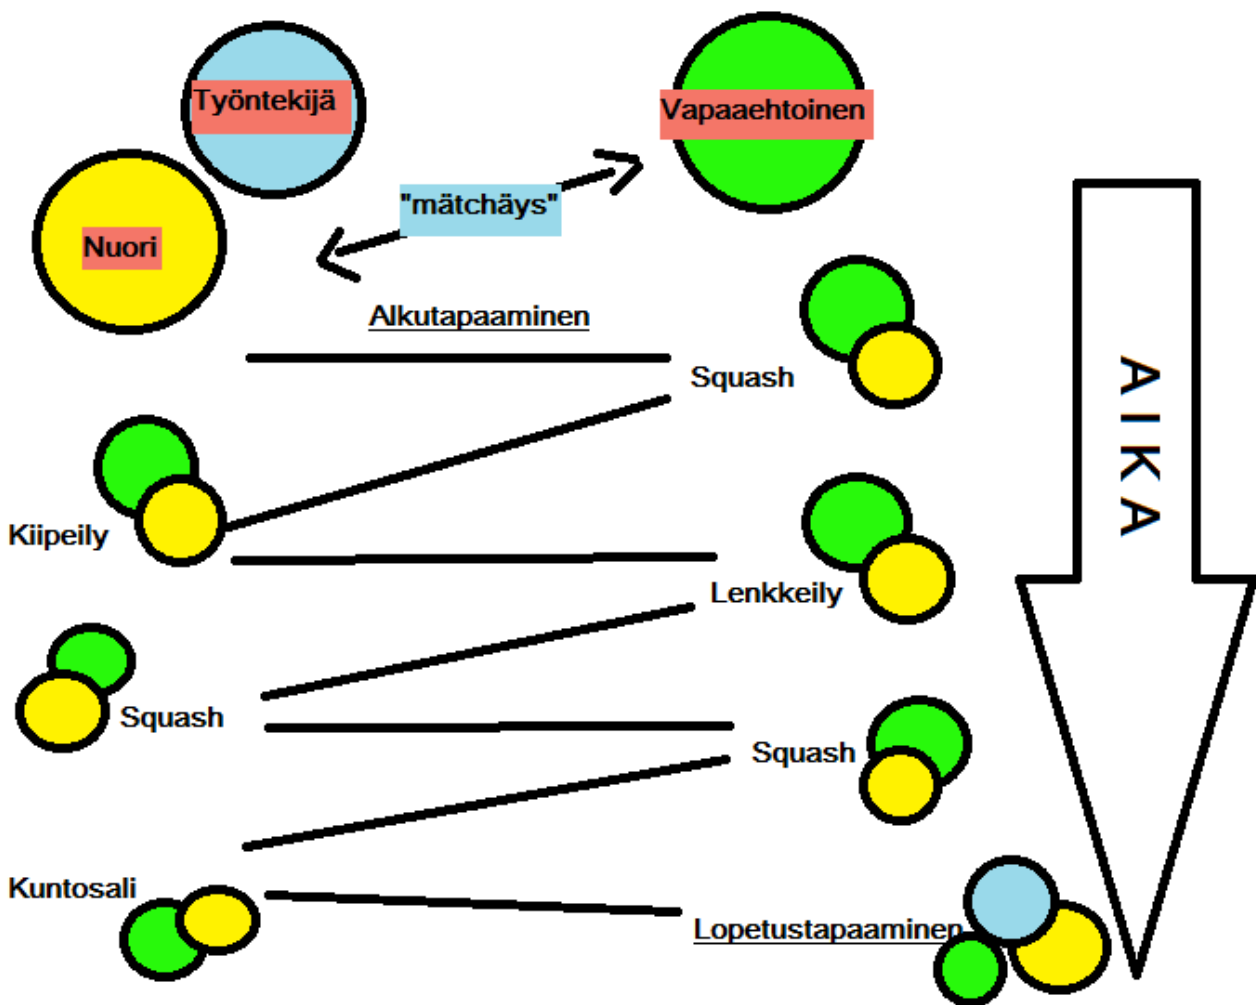 Työntekijä
Vapaaehtoinen
"mätchäys"
Nuori
Alkutapaaminen
Squash
Kiipeily
Lenkkeily
Squash
Squash
Kuntosali
Lopetustapaaminen
AIKA